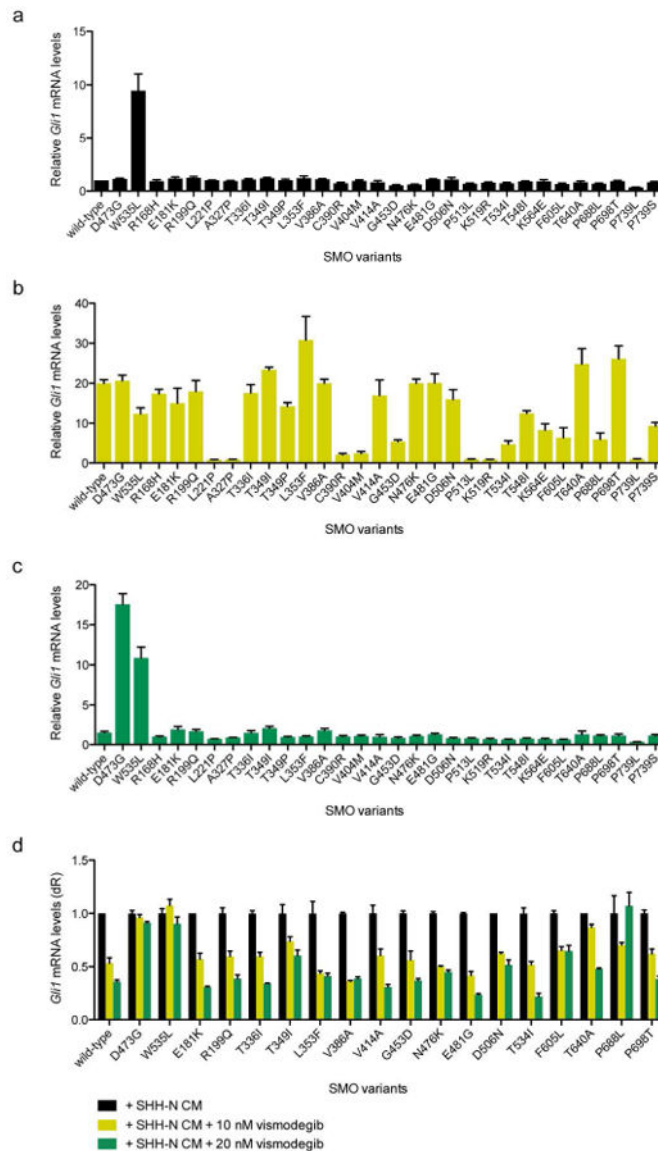 a
Relative Gli1 mRNA levels
15
10
5
0
wild-type
D473G
W535L
R168H
E181K
R199Q
L221P
A327P
T336I
T349I
T349P
L353F
V386A
C390R
V404M
V414A
G453D
N476K
E481G
D506N
P513L
K519R
T534I
T548I
K564E
F605L
T640A
P688L
P698T
P739L
P739S
SMO variants
b
Relative Gli1 mRNA levels
40
30
20
10
0
wild-type
D473G
W535L
R168H
E181K
R199Q
L221P
A327P
T336I
T349I
T349P
L353F
V386A
C390R
V404M
V414A
G453D
N476K
E481G
D506N
P513L
K519R
T534I
T548I
K564E
F605L
T640A
P688L
P698T
P739L
P739S
SMO variants
c
Relative Gli1 mRNA levels
20
15
10
5
0
wild-type
D473G
W535L
R168H
E181K
R199Q
L221P
A327P
T336I
T349I
T349P
L353F
V386A
C390R
V404M
V414A
G453D
N476K
E481G
D506N
P513L
K519R
T534I
T548I
K564E
F605L
T640A
P688L
P698T
P739L
P739S
SMO variants
d
Gli1 mRNA levels (dR)
1.5
1.0
0.5
0.0
wild-type
D473G
W535L
E181K
R199Q
T336I
T349I
L353F
V386A
V414A
G453D
N476K
E481G
D506N
T534I
F605L
T640A
P688L
P698T
SMO variants
+ SHH-N CM
+ SHH-N CM + 10 nM vismodegib
+ SHH-N CM + 20 nM vismodegib